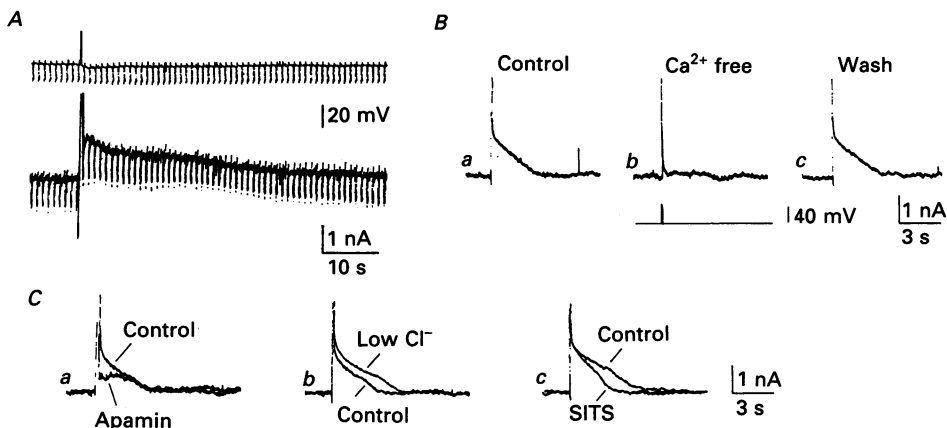 A
20 mV
1 nA
10 s
B
Control
Ca²⁺ free
Wash
a
b
c
40 mV
1 nA
3 s
C
Control
a
Apamin
Low Cl⁻
b
Control
Control
c
SITS
1 nA
3 s